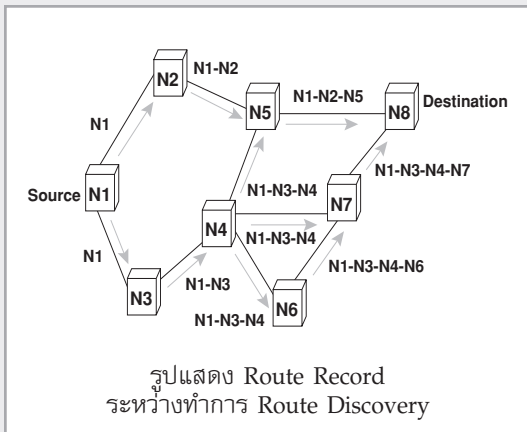 N1-N2
N2
N1-N2-N5
N5
N8
Destination
N1
N1-N3-N4-N7
Source
N1
N1-N3-N4
N7
N4
N1-N3-N4
N1
N1-N3
N1-N3-N4-N6
N3
N6
N1-N3-N4
รูปแสดง Route Record
ระหว่างทำการ Route Discovery